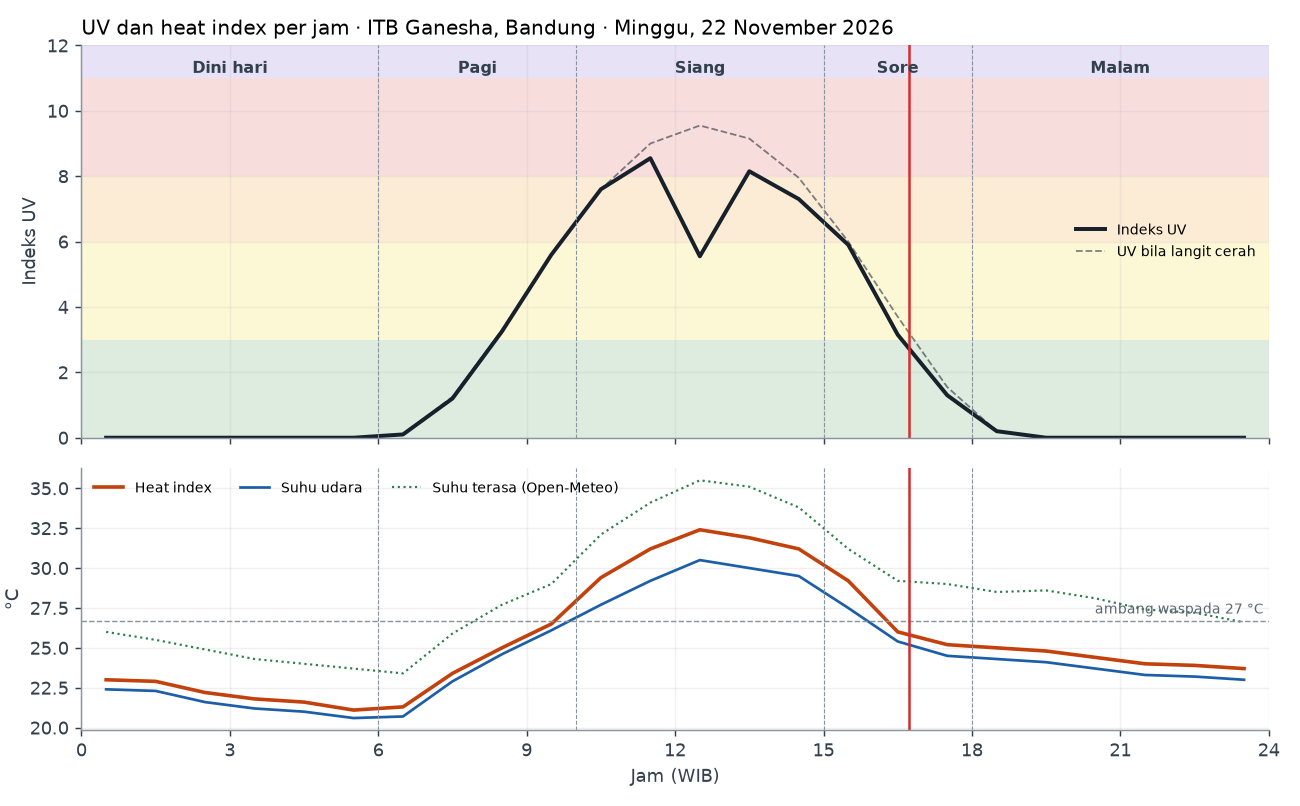 UV dan heat index per jam · ITB Ganesha, Bandung · Minggu, 22 November 2026
12
10
8
6
4
2
0
Indeks UV
Dini hari
Pagi
Siang
Sore
Malam
Indeks UV
UV bila langit cerah
35.0
32.5
30.0
27.5
25.0
22.5
20.0
°C
Heat index
Suhu udara
Suhu terasa (Open-Meteo)
ambang waspada 27 °C
0 3 6 9 12 15 18 21 24
Jam (WIB)